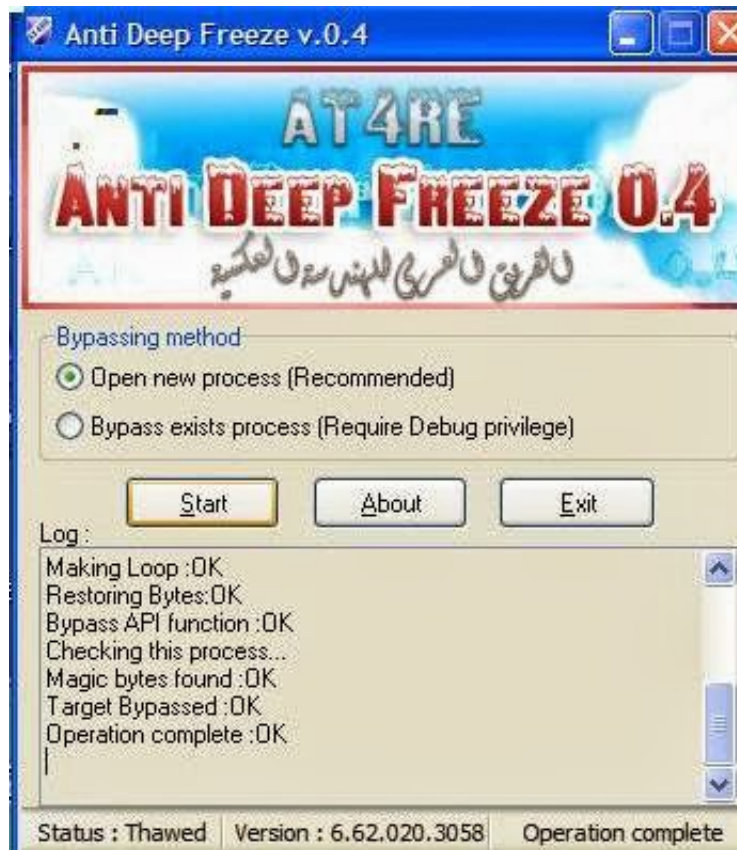 Anti Deep Freeze v.0.4
AT4RE
ANTI DEEP FREEZE 0.4
الفريق العربي للهندسة العكسية
Bypassing method
Open new process (Recommended)
Bypass exists process (Require Debug privilege)
Start About Exit
Log :
Making Loop :OK
Restoring Bytes:OK
Bypass API function :OK
Checking this process...
Magic bytes found :OK
Target Bypassed :OK
Operation complete :OK
Status : Thawed Version : 6.62.020.3058 Operation complete